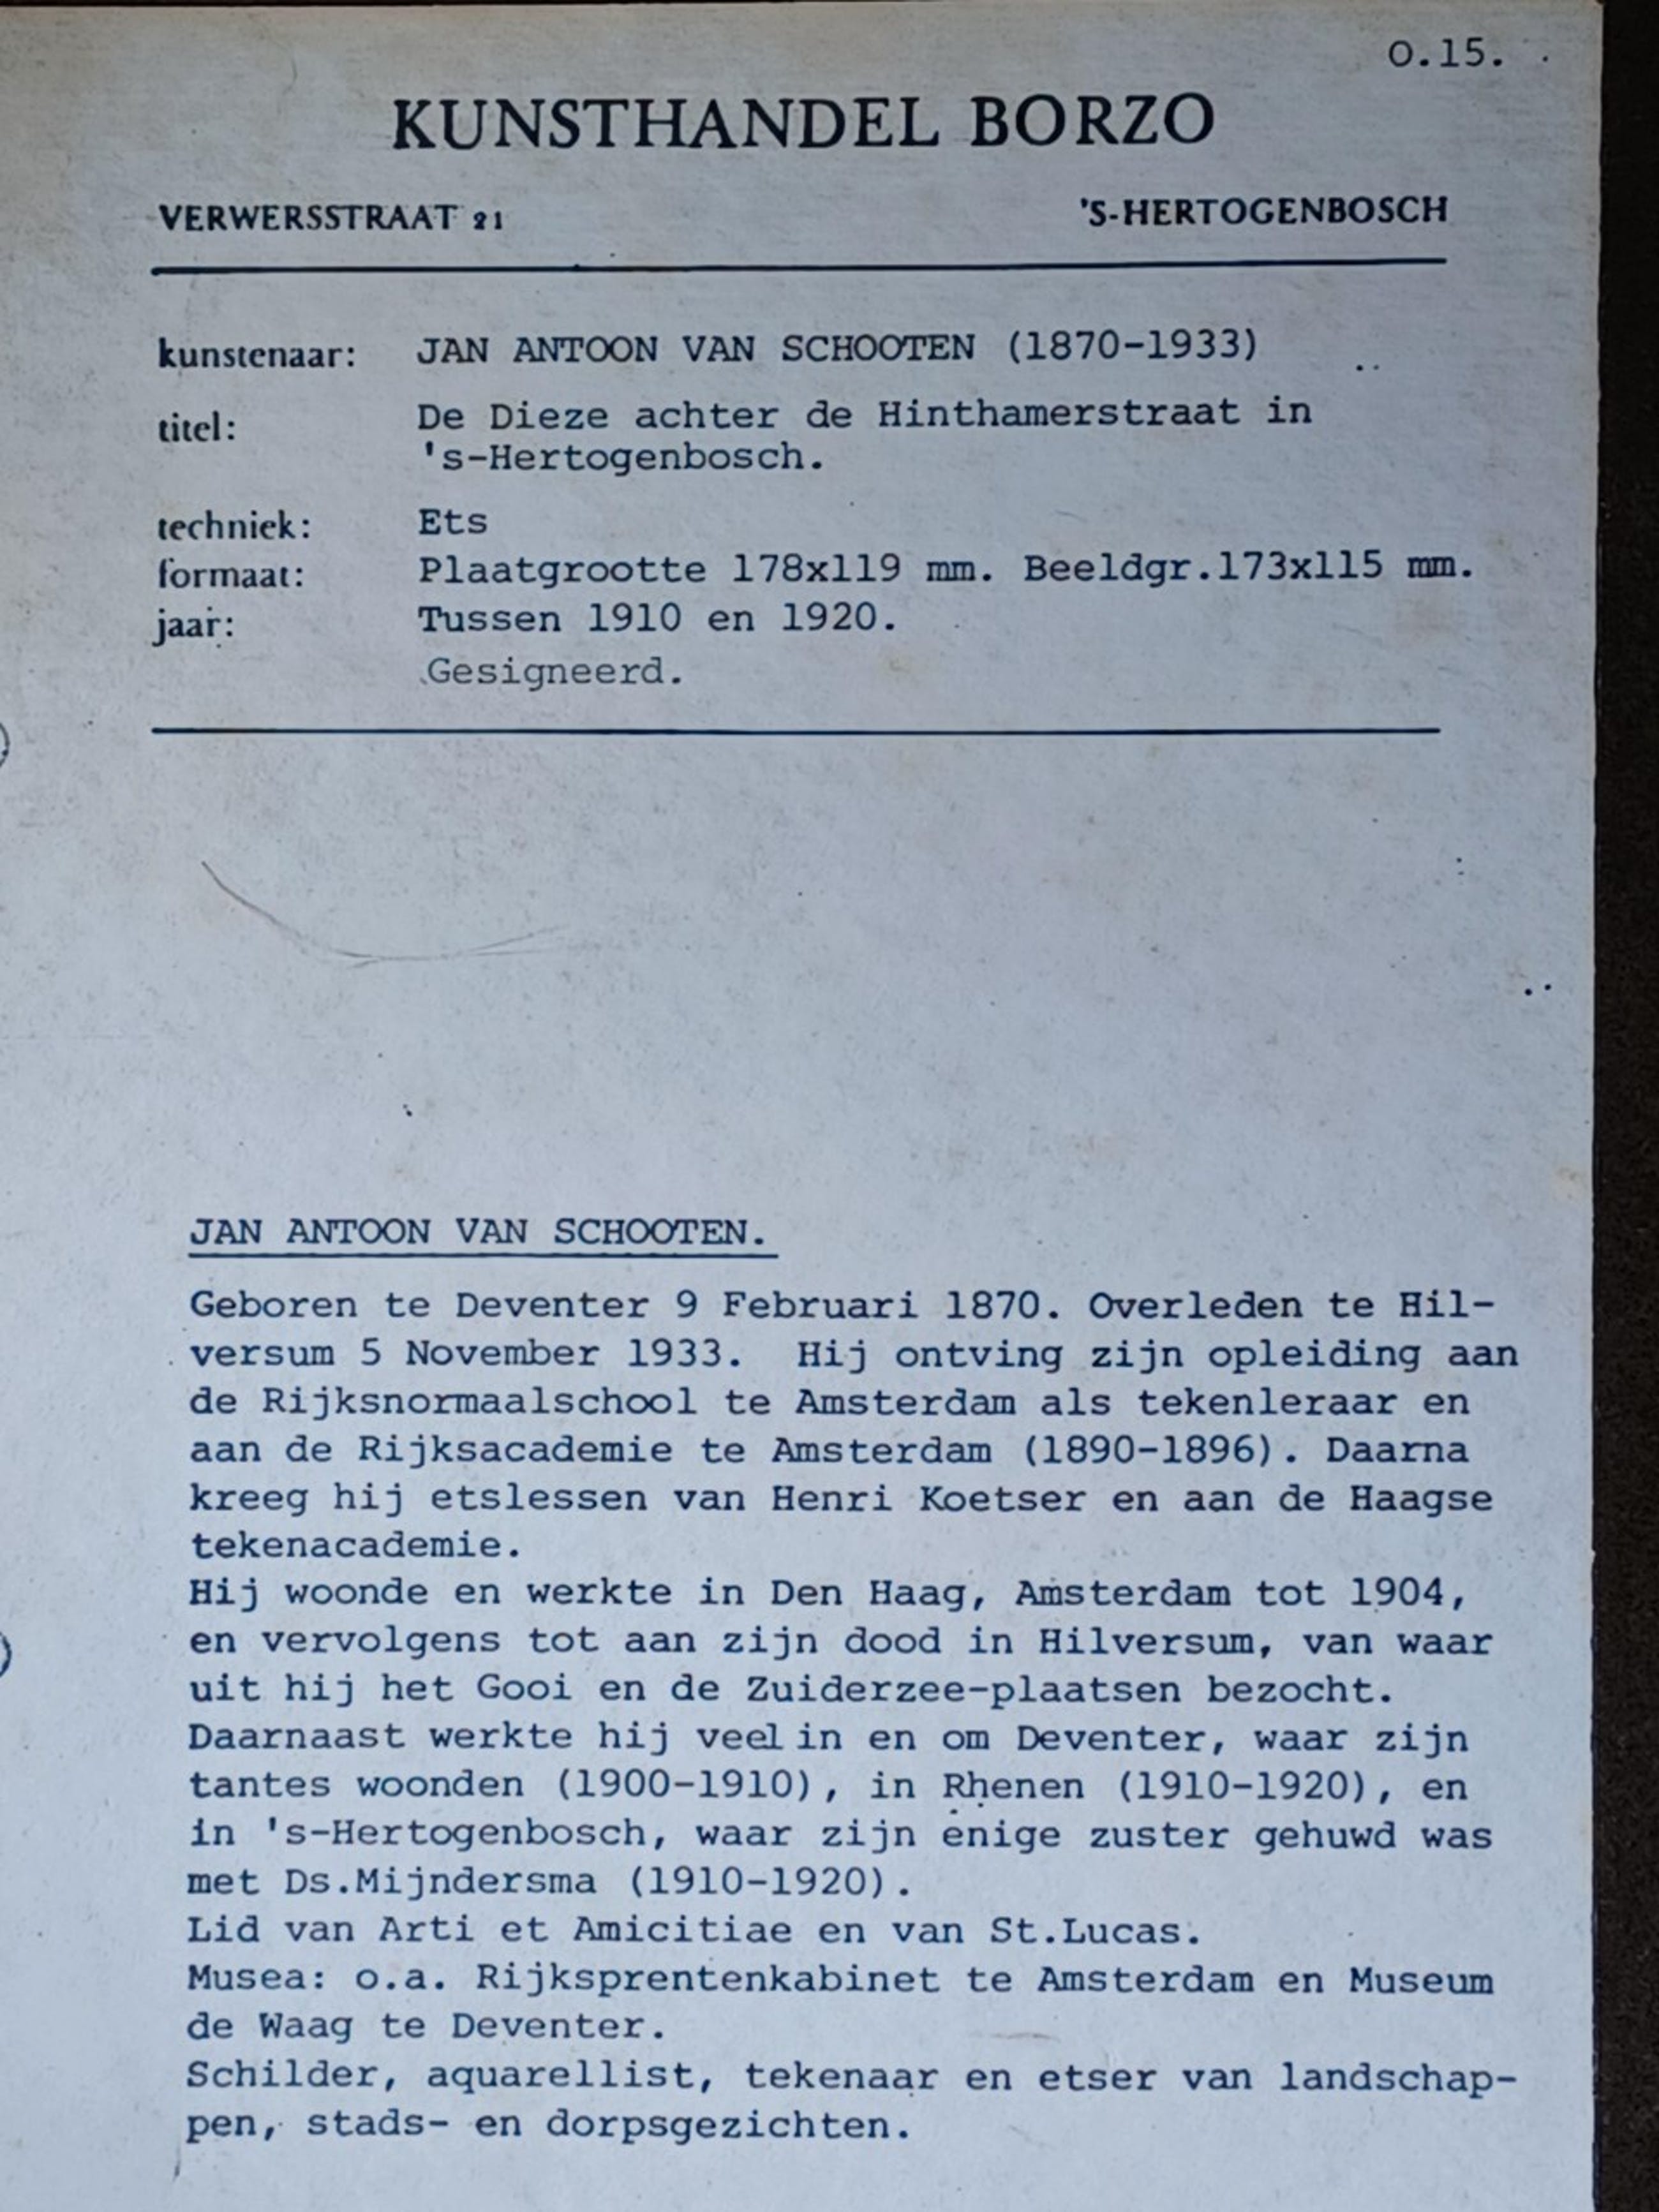 O.15.
KUNSTHANDEL BORZO
VERWERSSTRAAT 21 'S-HERTOGENBOSCH
kunstenaar: JAN ANTOON VAN SCHOOTEN (1870-1933)
titel: De Dieze achter de Hinthamerstraat in
's-Hertogenbosch.
techniek: Ets
formaat: Plaatgrootte 178x119 mm. Beeldgr.173x115 mm.
jaar: Tussen 1910 en 1920.
Gesigneerd.
JAN ANTOON VAN SCHOOTEN.
Geboren te Deventer 9 Februari 1870. Overleden te Hil-
versum 5 November 1933. Hij ontving zijn opleiding aan
de Rijksnormaalschool te Amsterdam als tekenleraar en
aan de Rijksacademie te Amsterdam (1890-1896). Daarna
kreeg hij etslessen van Henri Koetser en aan de Haagse
tekenacademie.
Hij woonde en werkte in Den Haag, Amsterdam tot 1904,
en vervolgens tot aan zijn dood in Hilversum, van waar
uit hij het Gooi en de Zuiderzee-plaatsen bezocht.
Daarnaast werkte hij veel in en om Deventer, waar zijn
tantes woonden (1900-1910), in Rhenen (1910-1920), en
in 's-Hertogenbosch, waar zijn enige zuster gehuwd was
met Ds.Mijndersma (1910-1920).
Lid van Arti et Amicitiae en van St.Lucas.
Musea: o.a. Rijksprentenkabinet te Amsterdam en Museum
de Waag te Deventer.
Schilder, aquarellist, tekenaar en etser van landschap-
pen, stads- en dorpsgezichten.